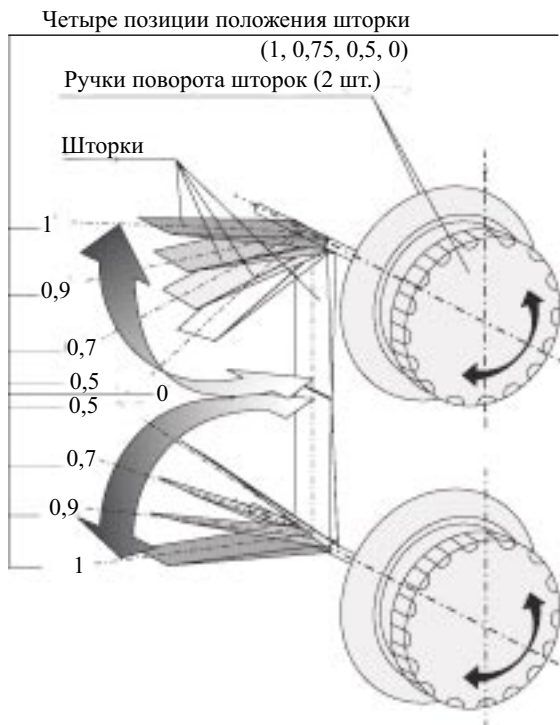 Четыре позиции положения шторки
(1, 0,75, 0,5, 0)
Ручки поворота шторок (2 шт.)
Шторки
1
0,9
0,7
0,5
0
0,5
0,7
0,9
1